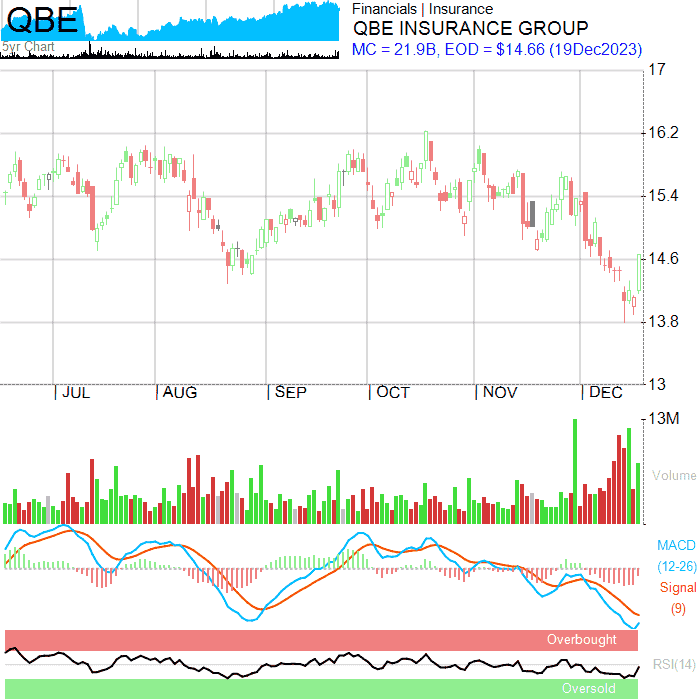 QBE
5yr Chart
Financials | Insurance
QBE INSURANCE GROUP
MC = 21.9B, EOD = $14.66 (19Dec2023)
17
16.2
15.4
14.6
13.8
13
| JUL | AUG | SEP | OCT | NOV | DEC
13M
Volume
MACD
(12-26)
Signal
(9)
Overbought
RSI(14)
Oversold